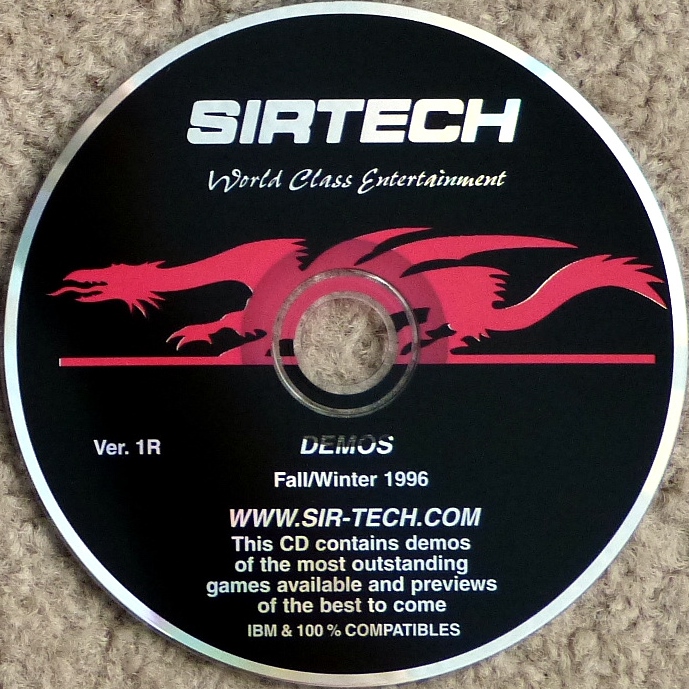 SIRTECH
World Class Entertainment
Ver. 1R
DEMOS
Fall/Winter 1996
WWW.SIR-TECH.COM
This CD contains demos
of the most outstanding
games available and previews
of the best to come
IBM & 100 % COMPATIBLES